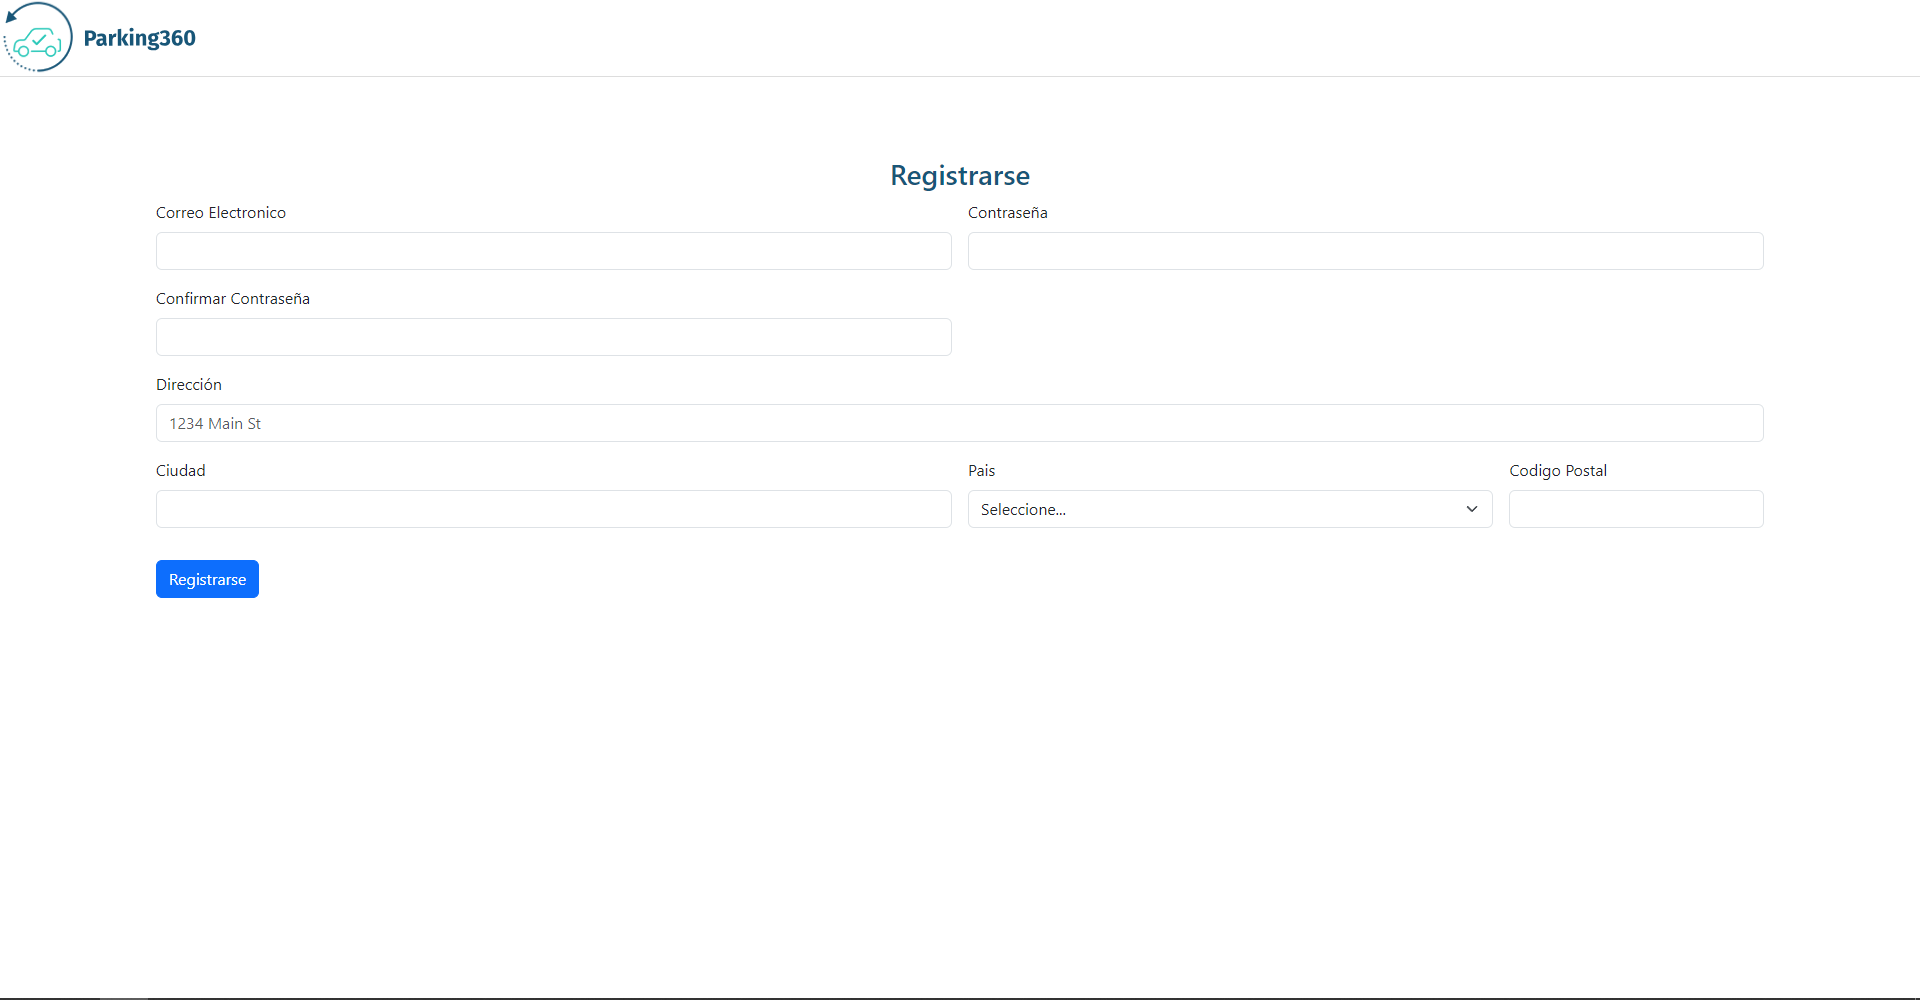 Parking360
Registrarse
Correo Electronico
Contraseña
Confirmar Contraseña
Dirección
1234 Main St
Ciudad
Pais
Codigo Postal
Seleccione...
Registrarse